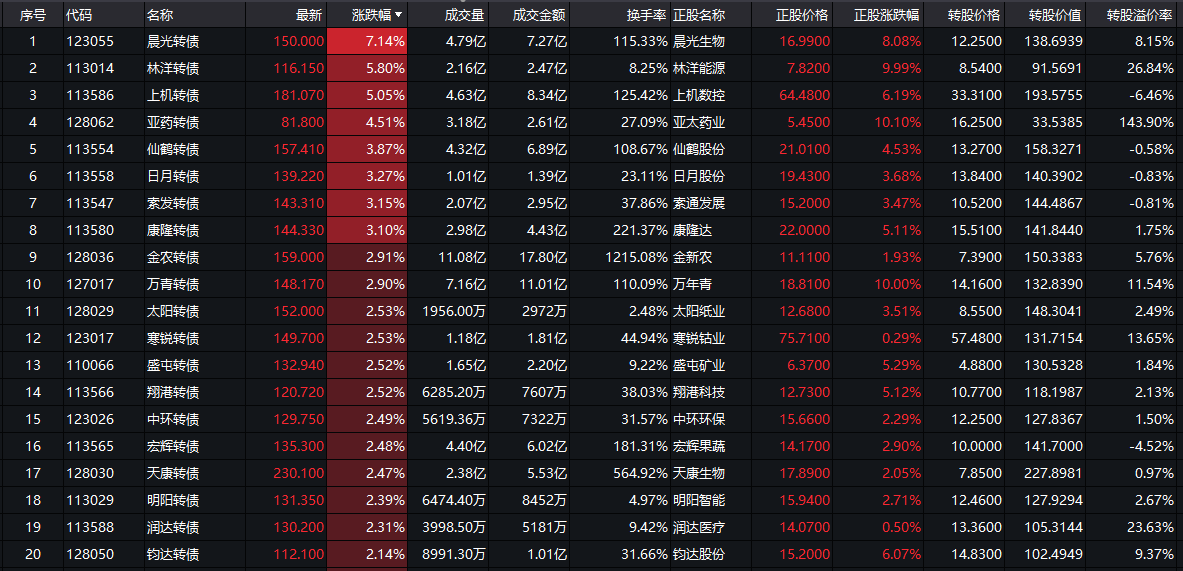 序号 代码 名称 最新 涨跌幅 成交量 成交金额 换手率 正股名称 正股价格 正股涨跌幅 转股价格 转股价值 转股溢价率
1 123055 晨光转债 150.000 7.14% 4.79亿 7.27亿 115.33% 晨光生物 16.9900 8.08% 12.2500 138.6939 8.15%
2 113014 林洋转债 116.150 5.80% 2.16亿 2.47亿 8.25% 林洋能源 7.8200 9.99% 8.5400 91.5691 26.84%
3 113586 上机转债 181.070 5.05% 4.63亿 8.34亿 125.42% 上机数控 64.4800 6.19% 33.3100 193.5755 -6.46%
4 128062 亚药转债 81.800 4.51% 3.18亿 2.61亿 27.09% 亚太药业 5.4500 10.10% 16.2500 33.5385 143.90%
5 113554 仙鹤转债 157.410 3.87% 4.32亿 6.89亿 108.67% 仙鹤股份 21.0100 4.53% 13.2700 158.3271 -0.58%
6 113558 日月转债 139.220 3.27% 1.01亿 1.39亿 23.11% 日月股份 19.4300 3.68% 13.8400 140.3902 -0.83%
7 113547 索发转债 143.310 3.15% 2.07亿 2.95亿 37.86% 索通发展 15.2000 3.47% 10.5200 144.4867 -0.81%
8 113580 康隆转债 144.330 3.10% 2.98亿 4.43亿 221.37% 康隆达 22.0000 5.11% 15.5100 141.8440 1.75%
9 128036 金农转债 159.000 2.91% 11.08亿 17.80亿 1215.08% 金新农 11.1100 1.93% 7.3900 150.3383 5.76%
10 127017 万青转债 148.170 2.90% 7.16亿 11.01亿 110.09% 万年青 18.8100 10.00% 14.1600 132.8390 11.54%
11 128029 太阳转债 152.000 2.53% 1956.00万 2972万 2.48% 太阳纸业 12.6800 3.51% 8.5500 148.3041 2.49%
12 123017 寒锐转债 149.700 2.53% 1.18亿 1.81亿 44.94% 寒锐钴业 75.7100 0.29% 57.4800 131.7154 13.65%
13 110066 盛屯转债 132.940 2.52% 1.65亿 2.20亿 9.22% 盛屯矿业 6.3700 5.29% 4.8800 130.5328 1.84%
14 113566 翔港转债 120.720 2.52% 6285.20万 7607万 38.03% 翔港科技 12.7300 5.12% 10.7700 118.1987 2.13%
15 123026 中环转债 129.750 2.49% 5619.36万 7322万 31.57% 中环环保 15.6600 2.29% 12.2500 127.8367 1.50%
16 113565 宏辉转债 135.300 2.48% 4.40亿 6.02亿 181.31% 宏辉果蔬 14.1700 2.90% 10.0000 141.7000 -4.52%
17 128030 天康转债 230.100 2.47% 2.38亿 5.53亿 564.92% 天康生物 17.8900 2.05% 7.8500 227.8981 0.97%
18 113029 明阳转债 131.350 2.39% 6474.40万 8452万 4.97% 明阳智能 15.9400 2.71% 12.4600 127.9294 2.67%
19 113588 润达转债 130.200 2.31% 3998.50万 5181万 9.42% 润达医疗 14.0700 0.50% 13.3600 105.3144 23.63%
20 128050 钧达转债 112.100 2.14% 8991.30万 1.01亿 31.66% 钧达股份 15.2000 6.07% 14.8300 102.4949 9.37%